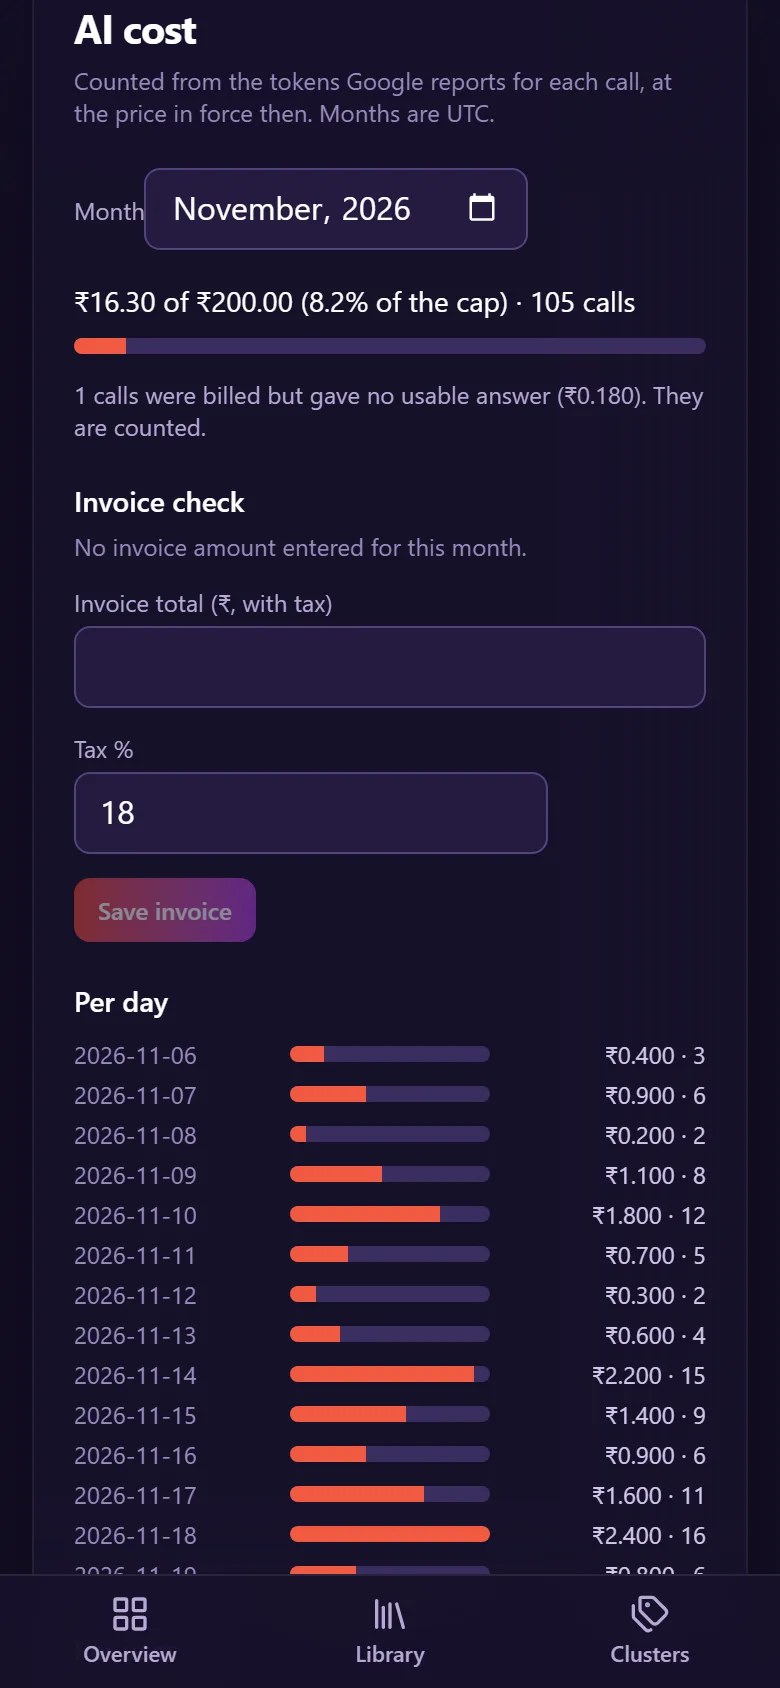 AI cost
Counted from the tokens Google reports for each call, at
the price in force then. Months are UTC.
Month November, 2026
₹16.30 of ₹200.00 (8.2% of the cap) · 105 calls
1 calls were billed but gave no usable answer (₹0.180). They
are counted.
Invoice check
No invoice amount entered for this month.
Invoice total (₹, with tax)
Tax %
18
Save invoice
Per day
2026-11-06 ₹0.400 · 3
2026-11-07 ₹0.900 · 6
2026-11-08 ₹0.200 · 2
2026-11-09 ₹1.100 · 8
2026-11-10 ₹1.800 · 12
2026-11-11 ₹0.700 · 5
2026-11-12 ₹0.300 · 2
2026-11-13 ₹0.600 · 4
2026-11-14 ₹2.200 · 15
2026-11-15 ₹1.400 · 9
2026-11-16 ₹0.900 · 6
2026-11-17 ₹1.600 · 11
2026-11-18 ₹2.400 · 16
Overview
Library
Clusters